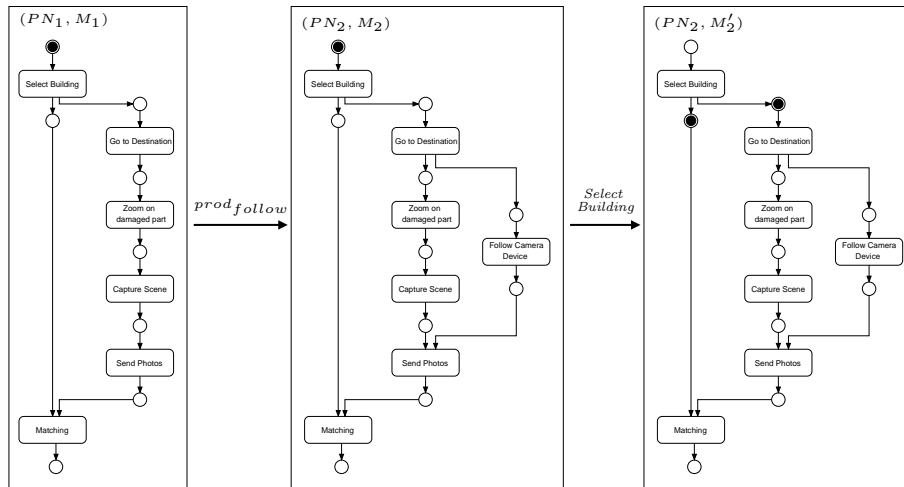 (PN₁, M₁)
Select Building
Go to Destination
Zoom on
damaged part
Capture Scene
Send Photos
Matching
prod_follow
(PN₂, M₂)
Select Building
Go to Destination
Zoom on
damaged part
Follow Camera
Device
Capture Scene
Send Photos
Matching
Select
Building
(PN₂, M₂′)
Select Building
Go to Destination
Zoom on
damaged part
Follow Camera
Device
Capture Scene
Send Photos
Matching